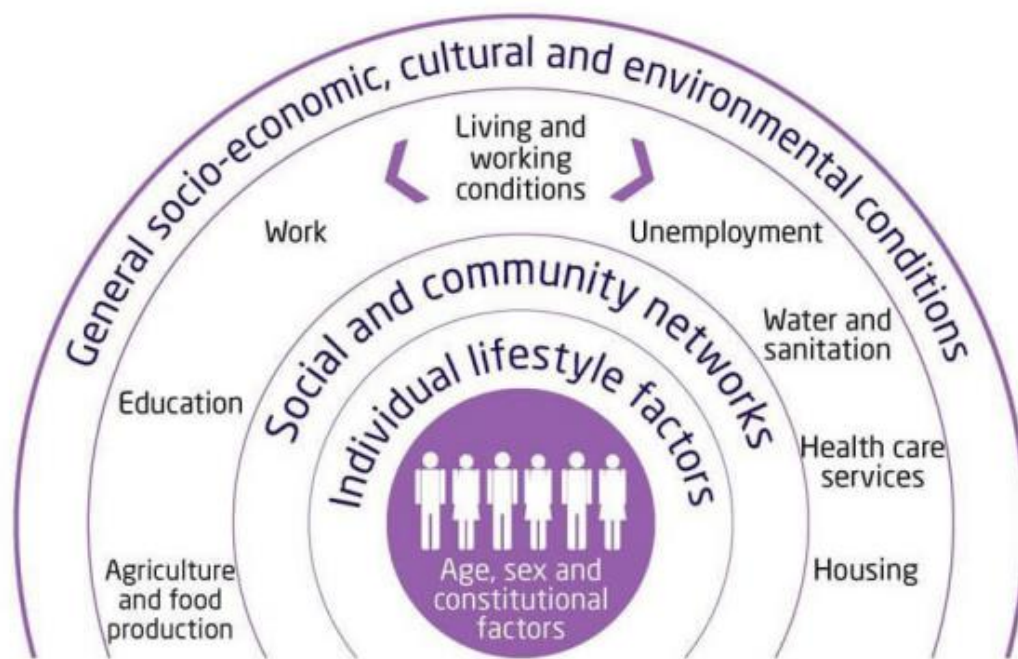 General socio-economic, cultural and environmental conditions
Living and
working
conditions
Work
Unemployment
Social and community networks
Water and
sanitation
Individual lifestyle factors
Education
Health care
services
Agriculture
and food
production
Housing
Age, sex and
constitutional
factors